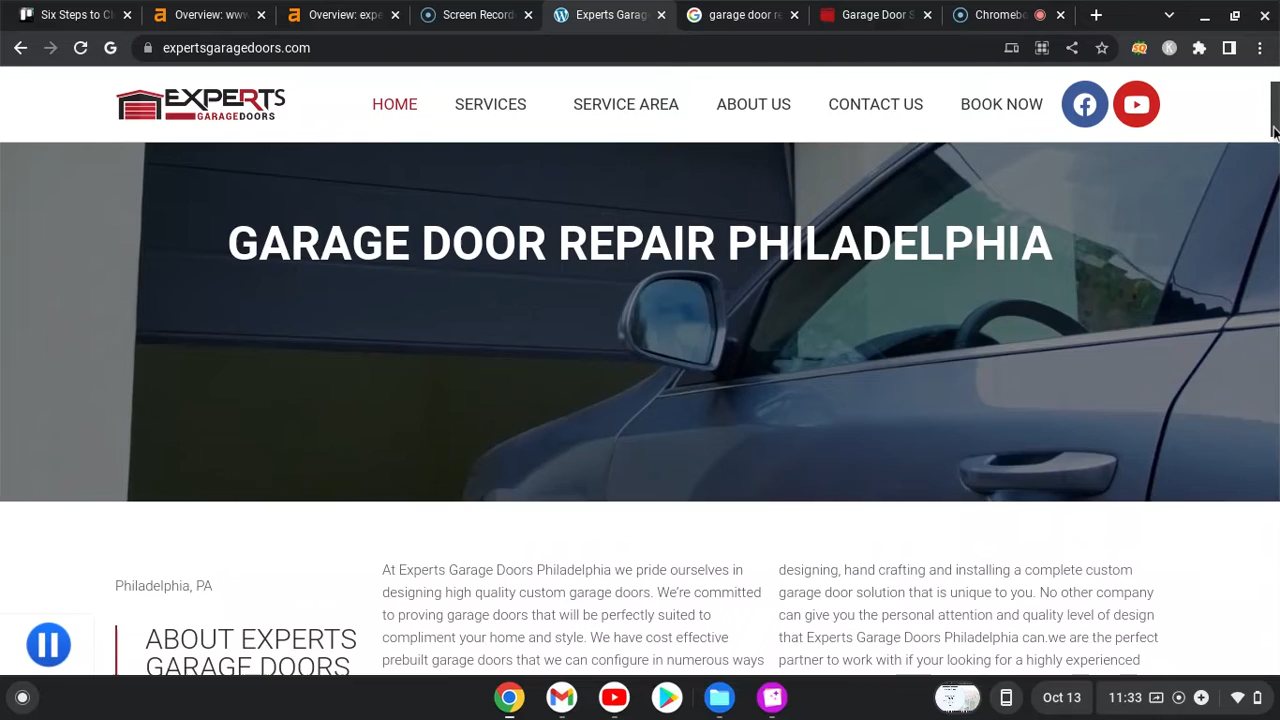 Six Steps to Cl
Overview: www
Overview: expe
Screen Record
Experts Garag
garage door re
Garage Door S
Chromebo
expertsgaragedoors.com
EXPERTS
GARAGEDOORS
HOME
SERVICES
SERVICE AREA
ABOUT US
CONTACT US
BOOK NOW
GARAGE DOOR REPAIR PHILADELPHIA
Philadelphia, PA
ABOUT EXPERTS
GARAGE DOORS
At Experts Garage Doors Philadelphia we pride ourselves in
designing high quality custom garage doors. We're committed
to proving garage doors that will be perfectly suited to
compliment your home and style. We have cost effective
prebuilt garage doors that we can configure in numerous ways
designing, hand crafting and installing a complete custom
garage door solution that is unique to you. No other company
can give you the personal attention and quality level of design
that Experts Garage Doors Philadelphia can.we are the perfect
partner to work with if your looking for a highly experienced
Oct 13
11:33